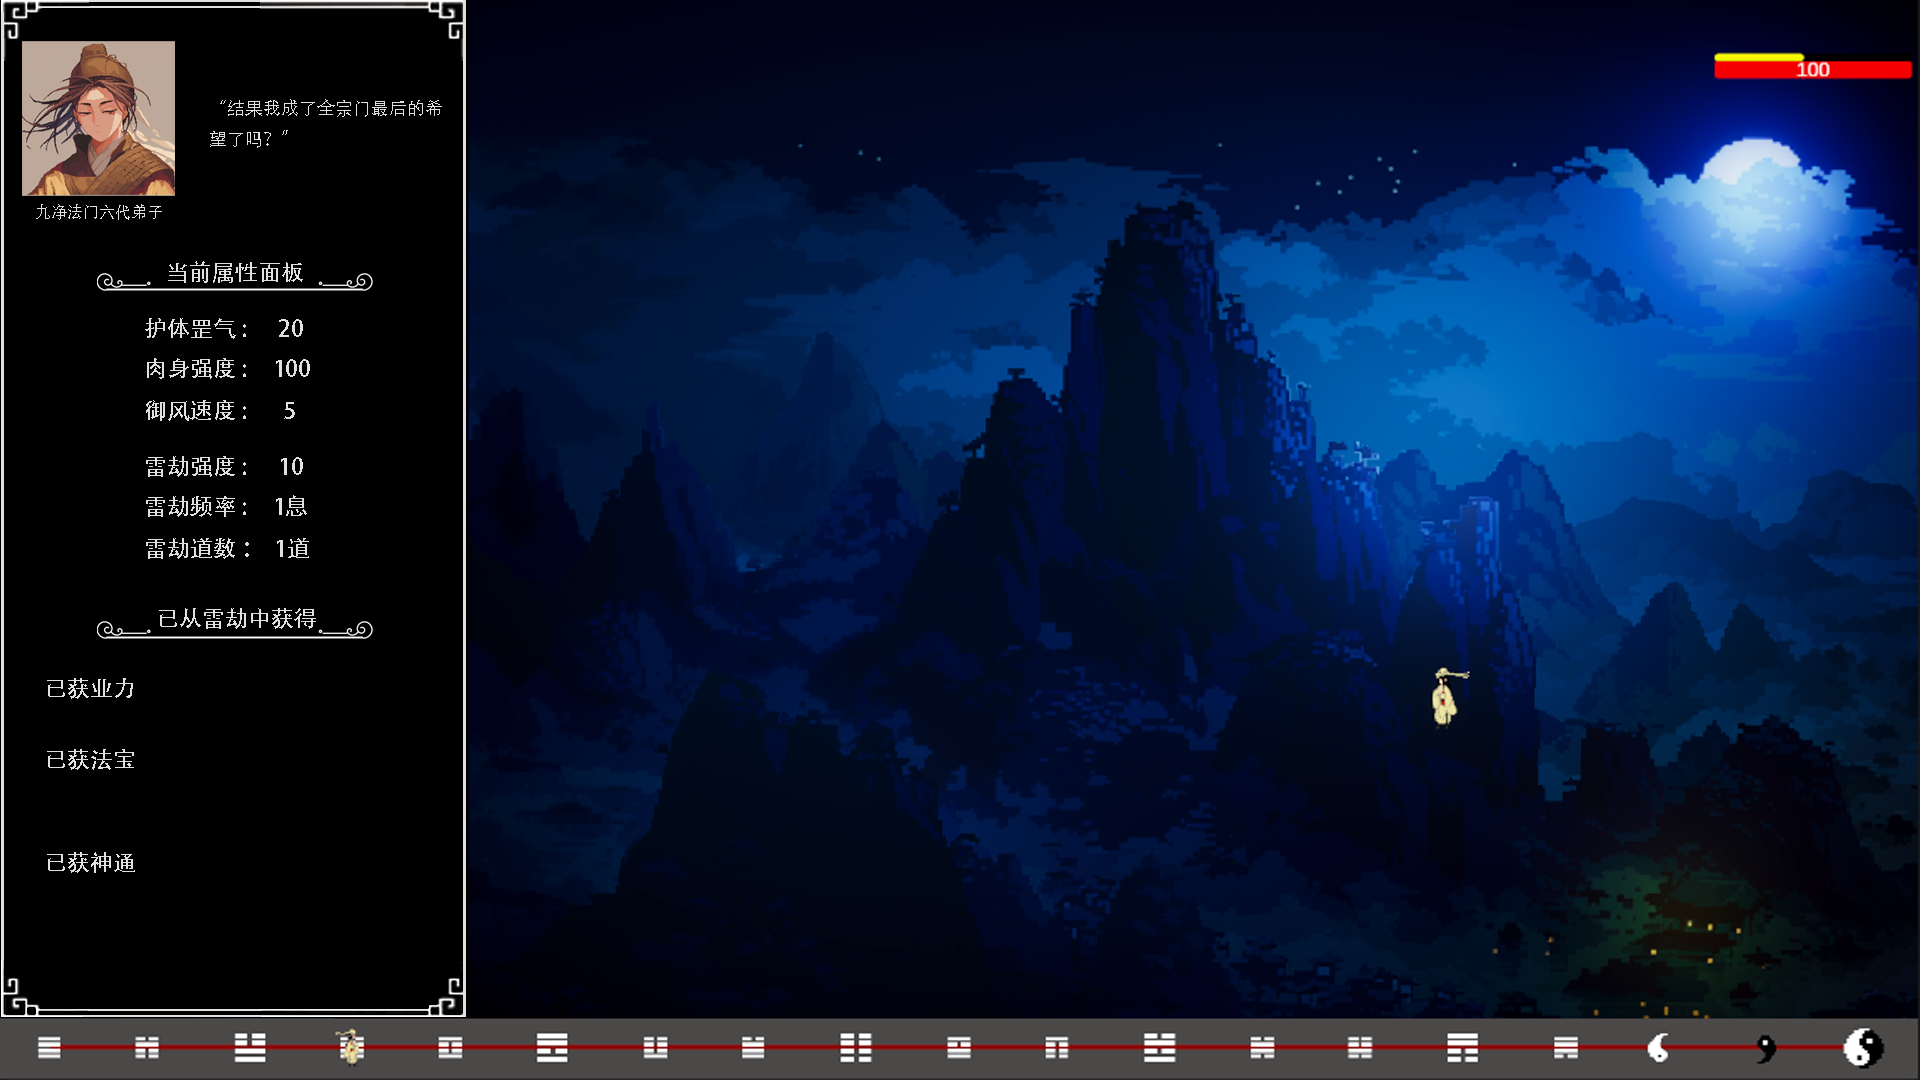 “结果我成了全宗门最后的希
望了吗？”
九净法门六代弟子
当前属性面板
护体罡气： 20
肉身强度： 100
御风速度： 5
雷劫强度： 10
雷劫频率： 1息
雷劫道数： 1道
已从雷劫中获得
已获业力
已获法宝
已获神通
100